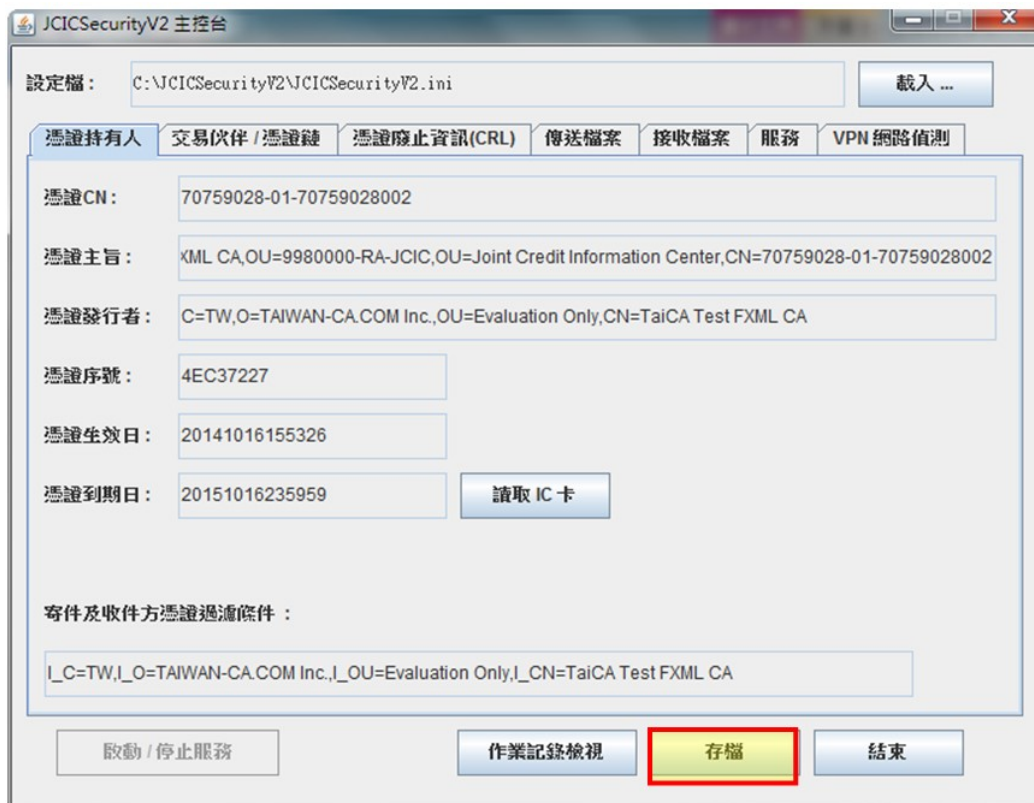 JCICSecurityV2 主控台
設定檔： C:\JCICSecurityV2\JCICSecurityV2.ini 載入 ...
憑證持有人 交易伙伴 / 憑證鏈 憑證廢止資訊(CRL) 傳送檔案 接收檔案 服務 VPN 網路偵測
憑證CN： 70759028-01-70759028002
憑證主旨： XML CA,OU=9980000-RA-JCIC,OU=Joint Credit Information Center,CN=70759028-01-70759028002
憑證發行者： C=TW,O=TAIWAN-CA.COM Inc.,OU=Evaluation Only,CN=TaiCA Test FXML CA
憑證序號： 4EC37227
憑證生效日： 20141016155326
憑證到期日： 20151016235959 讀取 IC 卡
寄件及收件方憑證過濾條件 ：
I_C=TW,I_O=TAIWAN-CA.COM Inc.,I_OU=Evaluation Only,I_CN=TaiCA Test FXML CA
啟動 / 停止服務 作業記錄檢視 存檔 結束